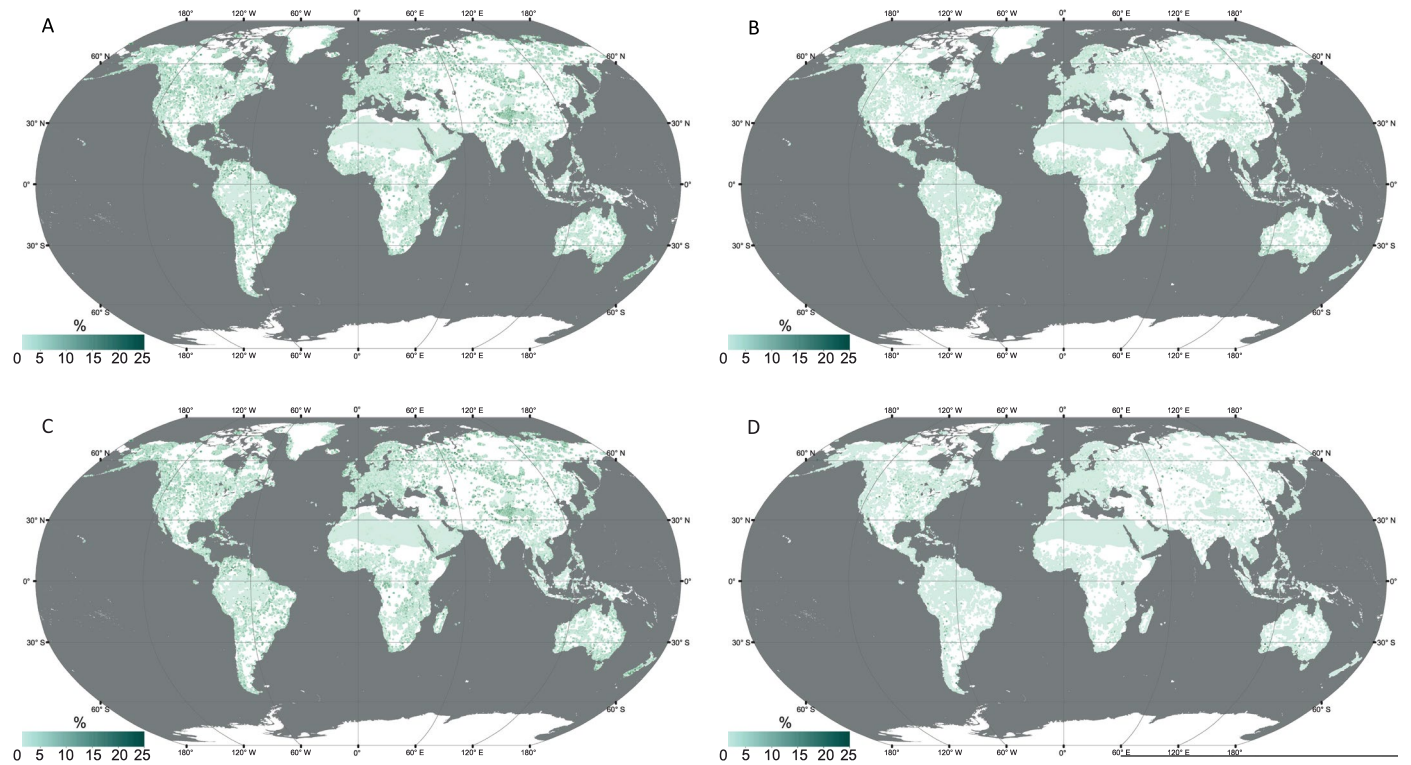 A
180° 120° W 60° W 0° 60° E 180°
60° N 60° N
30° N 30° N
0° 0°
30° S 30° S
60° S 60° S
%
0 5 10 15 20 25
180° 120° W 60° W 0° 60° E 120° E 180°
B
180° 120° W 60° W 0° 60° E 120° E 180°
60° N 60° N
30° N 30° N
0° 0°
30° S 30° S
60° S 60° S
%
0 5 10 15 20 25
180° 120° W 60° W 0° 60° E 120° E 180°
C
180° 120° W 60° W 0° 60° E 120° E 180°
60° N 60° N
30° N 30° N
0° 0°
30° S 30° S
60° S 60° S
%
0 5 10 15 20 25
180° 120° W 60° W 0° 60° E 120° E 180°
D
180° 120° W 60° W 0° 60° E 120° E 180°
60° N 60° N
30° N 30° N
0° 0°
30° S 30° S
60° S 60° S
%
0 5 10 15 20 25
180° 120° W 60° W 0° 60° E 120° E 180°